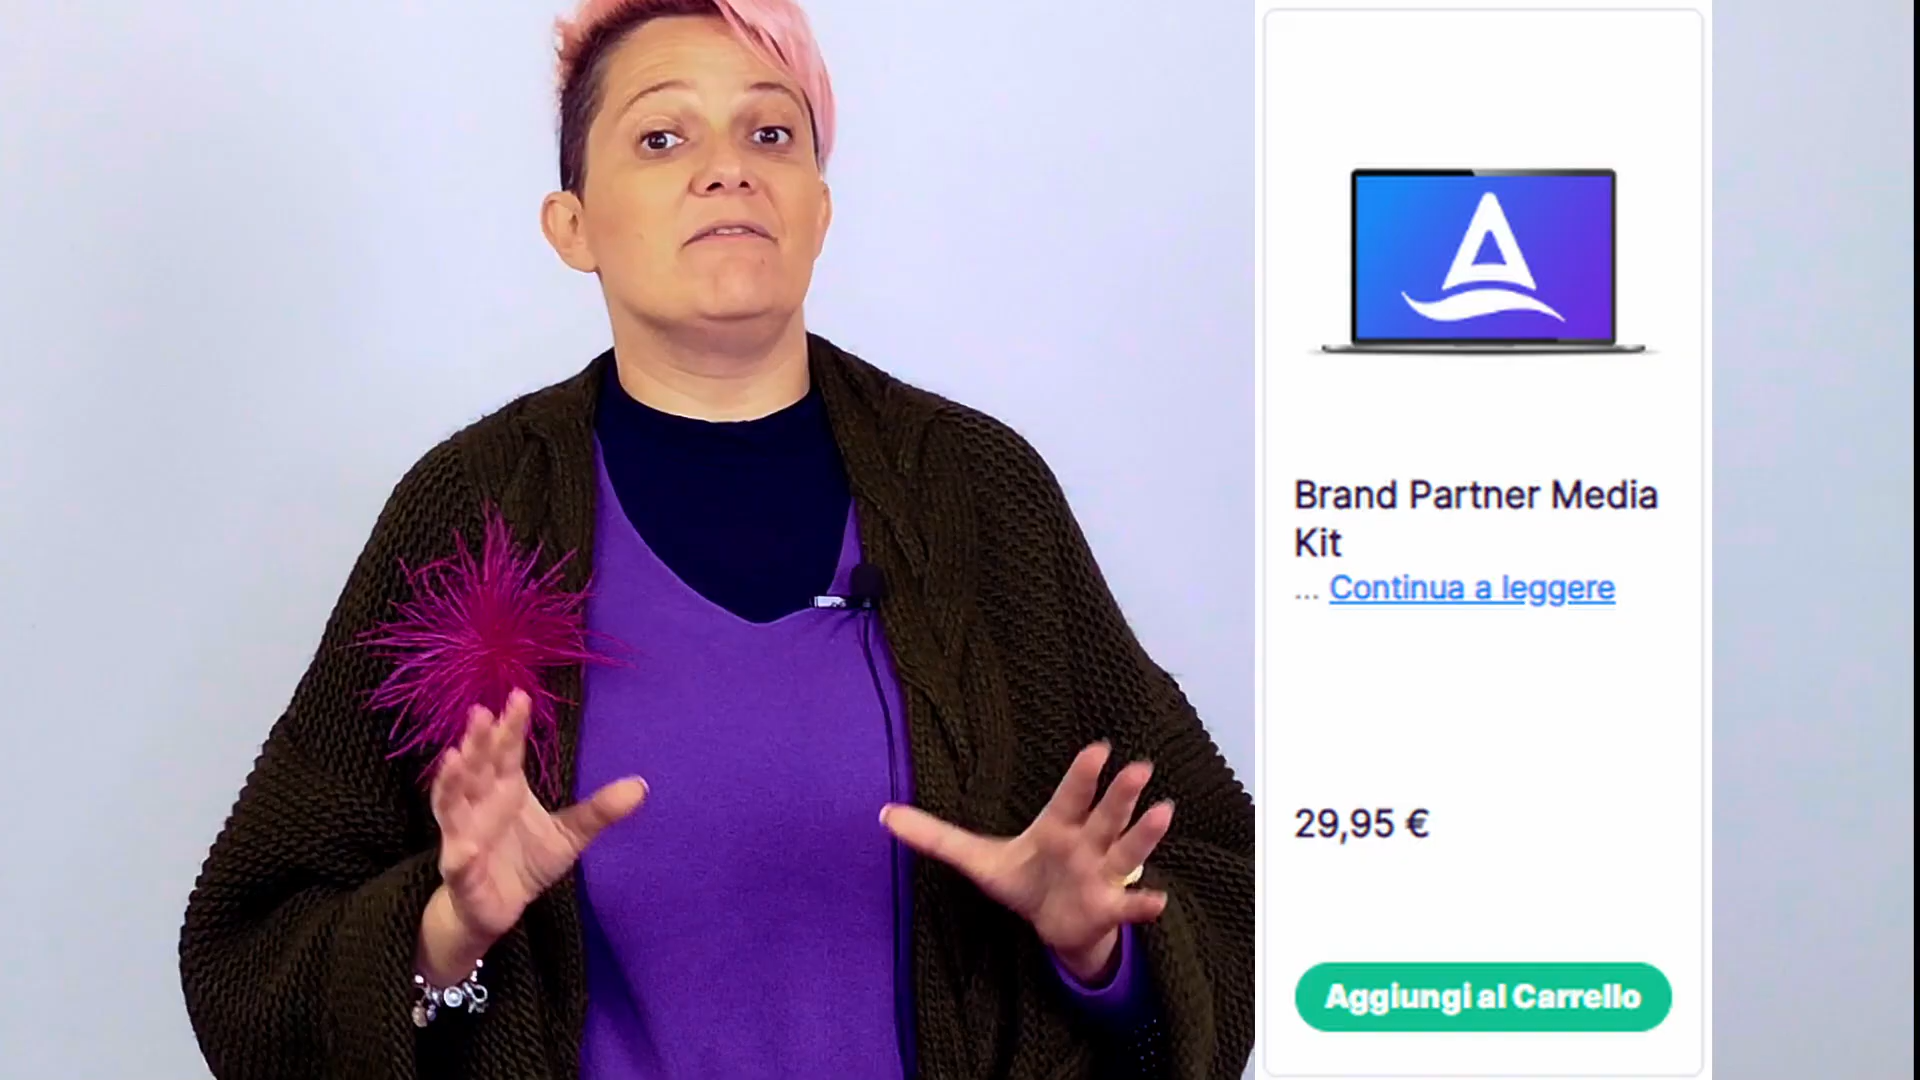 Brand Partner Media
Kit
... Continua a leggere
29,95 €
Aggiungi al Carrello